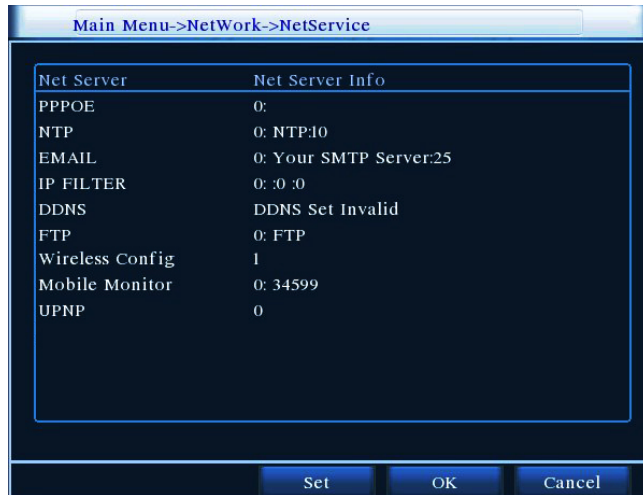 Main Menu->NetWork->NetService
Net Server Net Server Info
PPPOE 0:
NTP 0: NTP:10
EMAIL 0: Your SMTP Server:25
IP FILTER 0: :0 :0
DDNS DDNS Set Invalid
FTP 0: FTP
Wireless Config 1
Mobile Monitor 0: 34599
UPNP 0
Set OK Cancel